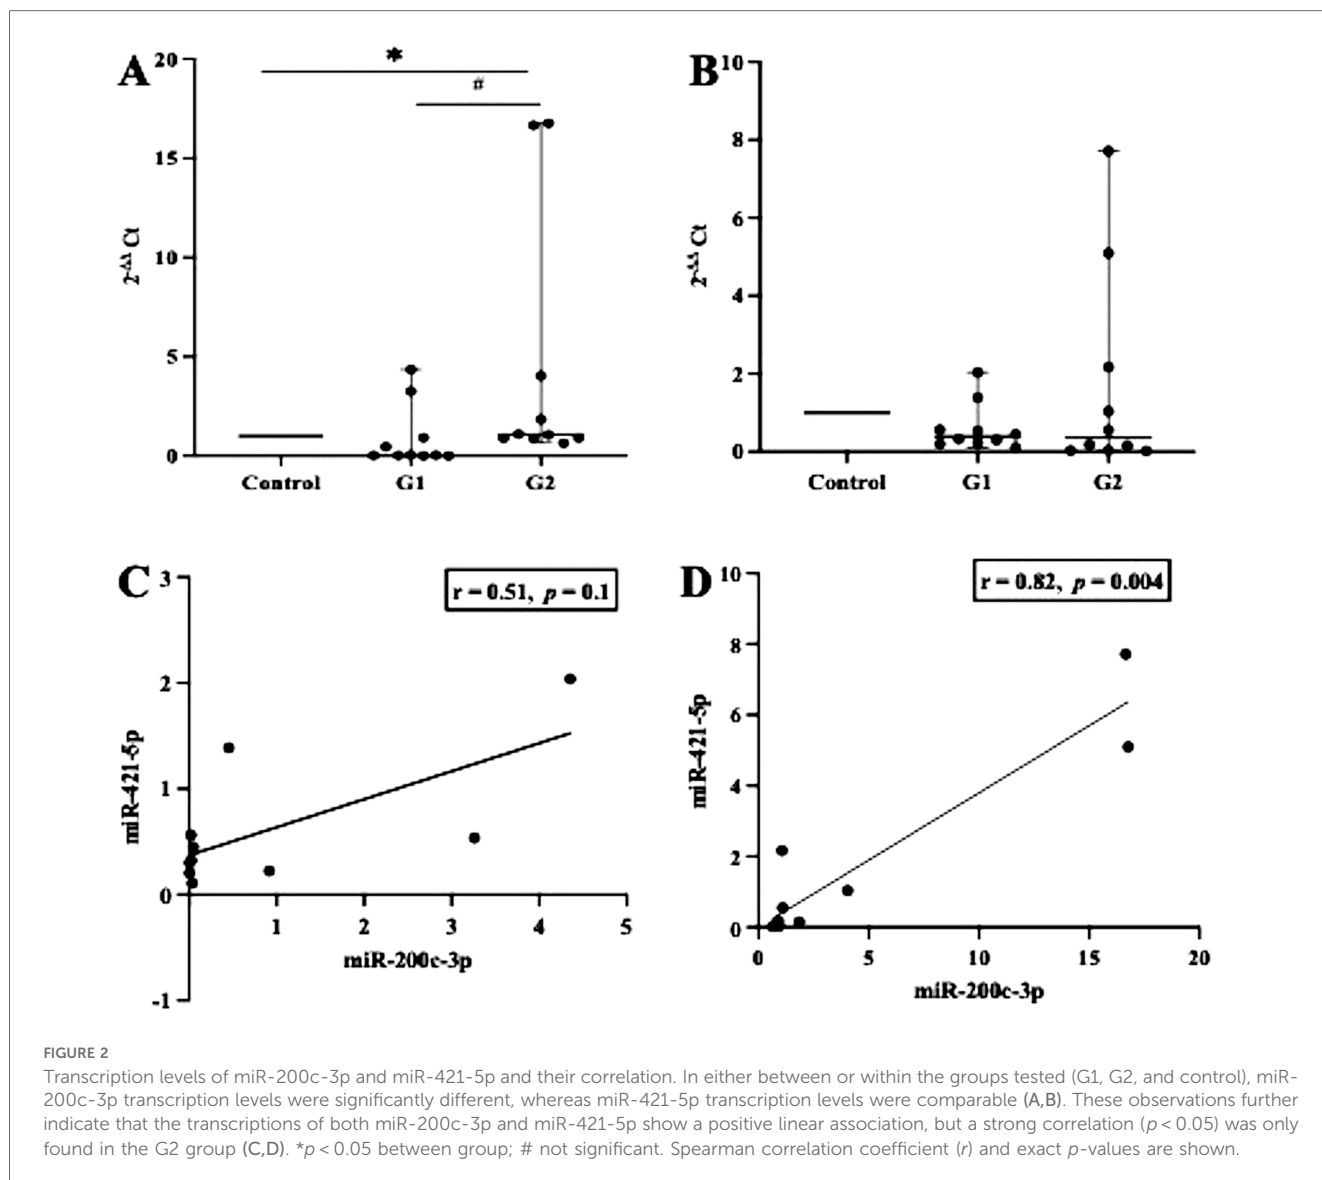 A
20
15
10
5
0
2-ΔΔ Ct
*
#
Control G1 G2
B
10
8
6
4
2
0
2-ΔΔ Ct
Control G1 G2
C
3
2
1
0
-1
miR-421-5p
r = 0.51, p = 0.1
1 2 3 4 5
miR-200c-3p
D
10
8
6
4
2
0
miR-421-5p
r = 0.82, p = 0.004
0 5 10 15 20
miR-200c-3p
FIGURE 2
Transcription levels of miR-200c-3p and miR-421-5p and their correlation. In either between or within the groups tested (G1, G2, and control), miR-
200c-3p transcription levels were significantly different, whereas miR-421-5p transcription levels were comparable (A,B). These observations further
indicate that the transcriptions of both miR-200c-3p and miR-421-5p show a positive linear association, but a strong correlation (p < 0.05) was only
found in the G2 group (C,D). *p < 0.05 between group; # not significant. Spearman correlation coefficient (r) and exact p-values are shown.